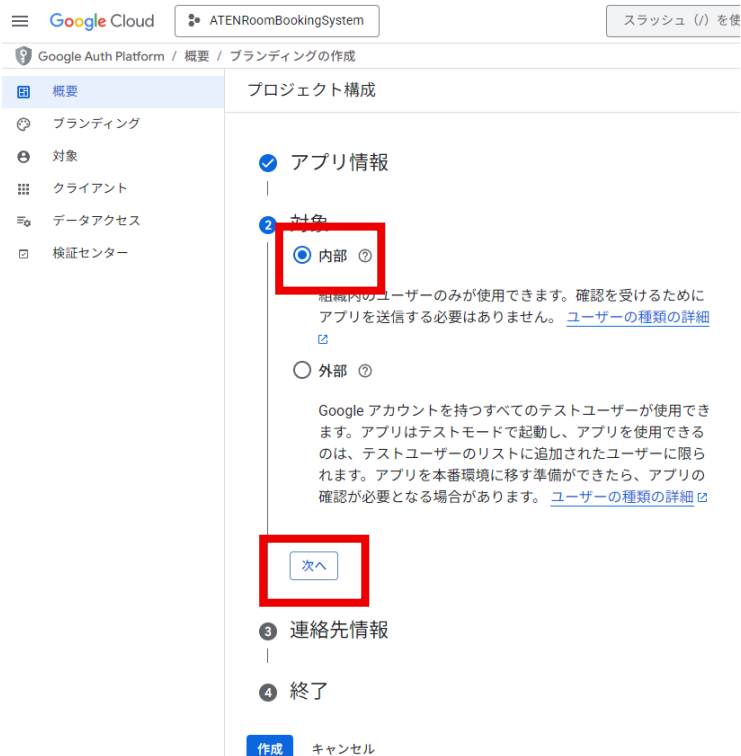 Google Cloud
ATENRoomBookingSystem
スラッシュ（/）を使
Google Auth Platform / 概要 / ブランディングの作成
概要
プロジェクト構成
ブランディング
対象
クライアント
データアクセス
検証センター
アプリ情報
2 対象
内部
組織内のユーザーのみが使用できます。確認を受けるために
アプリを送信する必要はありません。 ユーザーの種類の詳細
外部
Google アカウントを持つすべてのテストユーザーが使用でき
ます。アプリはテストモードで起動し、アプリを使用できる
のは、テストユーザーのリストに追加されたユーザーに限ら
れます。アプリを本番環境に移す準備ができたら、アプリの
確認が必要となる場合があります。 ユーザーの種類の詳細
次へ
3 連絡先情報
4 終了
作成 キャンセル